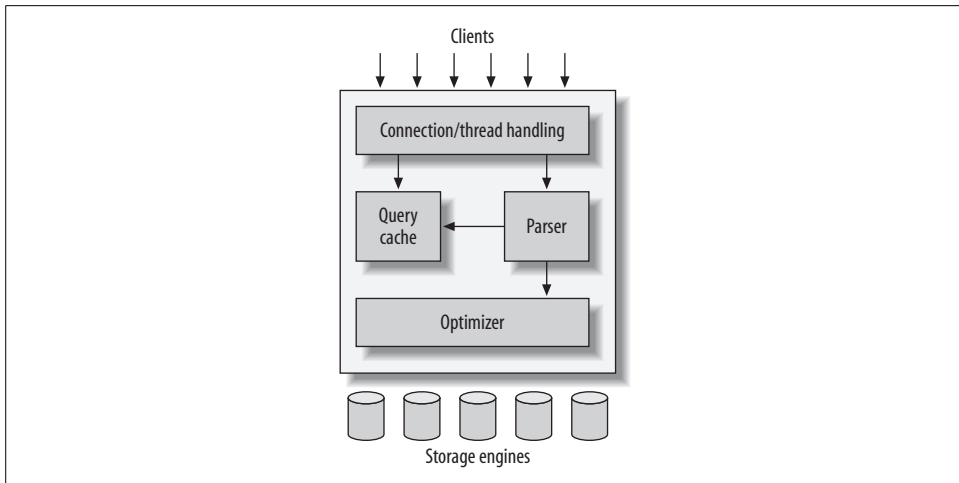 Clients
Connection/thread handling
Query
cache
Parser
Optimizer
Storage engines